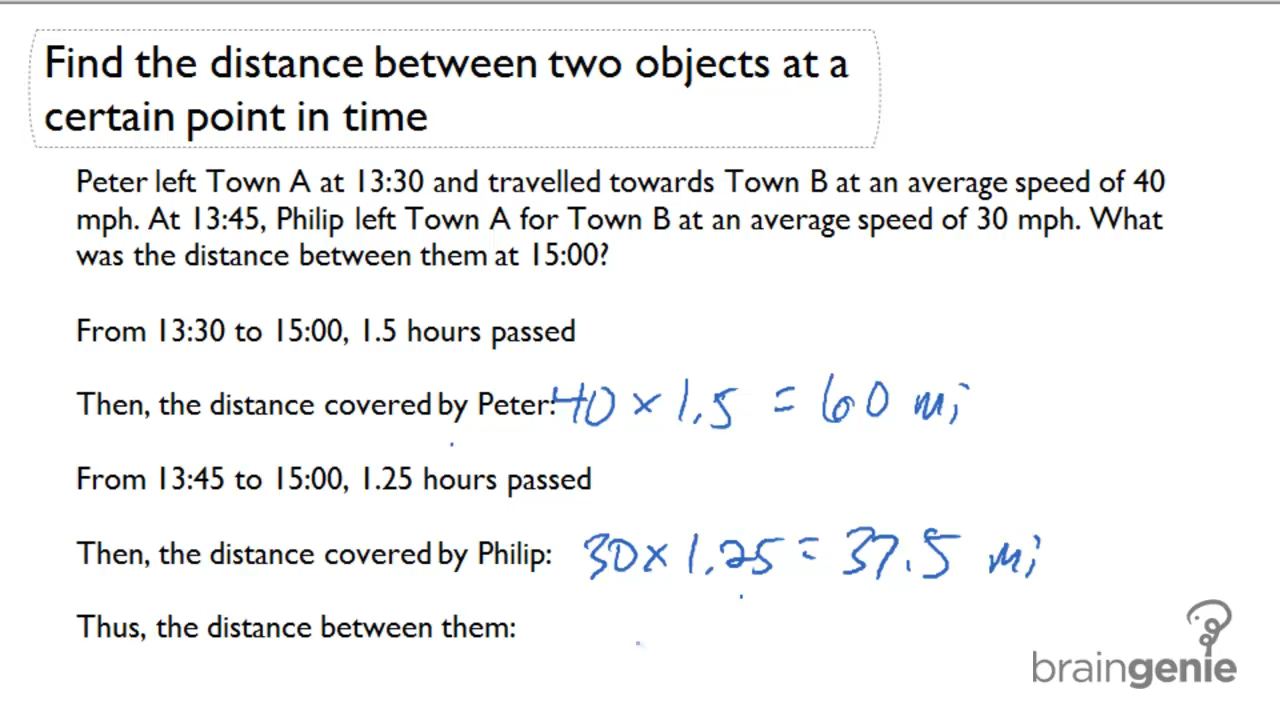 Find the distance between two objects at a
certain point in time
Peter left Town A at 13:30 and travelled towards Town B at an average speed of 40
mph. At 13:45, Philip left Town A for Town B at an average speed of 30 mph. What
was the distance between them at 15:00?
From 13:30 to 15:00, 1.5 hours passed
Then, the distance covered by Peter: 40 × 1.5 = 60 mi
From 13:45 to 15:00, 1.25 hours passed
Then, the distance covered by Philip: 30 × 1.25 = 37.5 mi
Thus, the distance between them:
braingenie